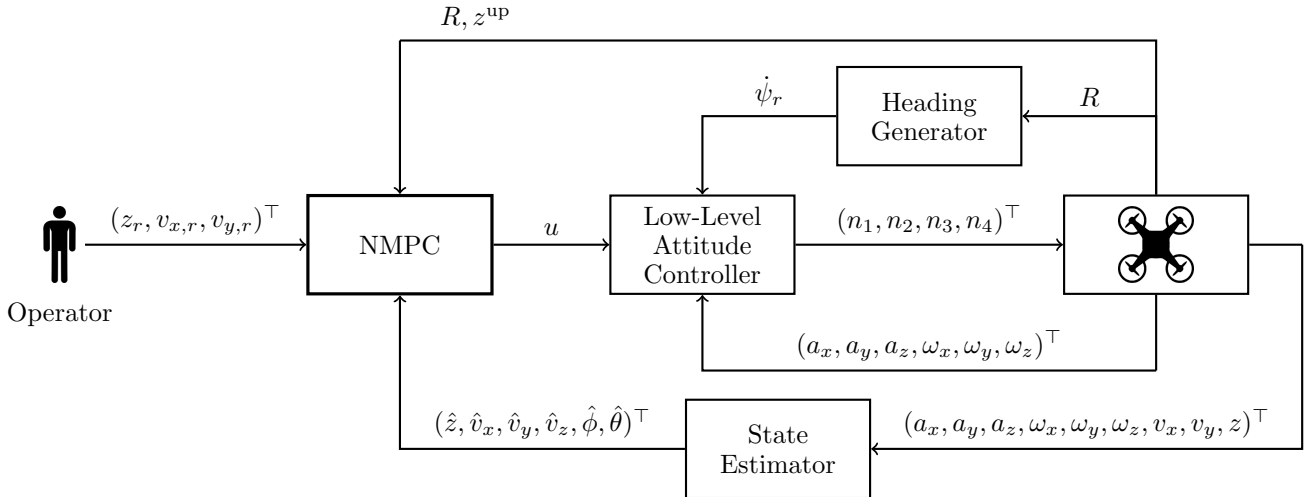 R, z^up
ψ̇_r
Heading
Generator
R
(z_r, v_{x,r}, v_{y,r})^⊤
NMPC
u
Low-Level
Attitude
Controller
(n_1, n_2, n_3, n_4)^⊤
Operator
(a_x, a_y, a_z, ω_x, ω_y, ω_z)^⊤
(ẑ, v̂_x, v̂_y, v̂_z, φ̂, θ̂)^⊤
State
Estimator
(a_x, a_y, a_z, ω_x, ω_y, ω_z, v_x, v_y, z)^⊤